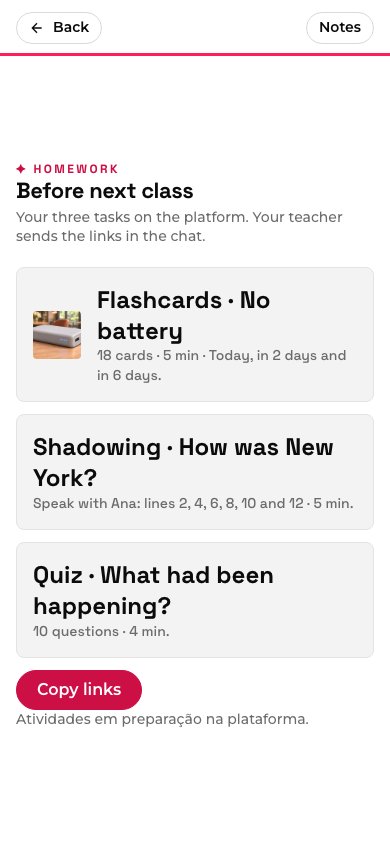 Back
Notes
✦ HOMEWORK
Before next class
Your three tasks on the platform. Your teacher
sends the links in the chat.
Flashcards · No
battery
18 cards · 5 min · Today, in 2 days and
in 6 days.
Shadowing · How was New
York?
Speak with Ana: lines 2, 4, 6, 8, 10 and 12 · 5 min.
Quiz · What had been
happening?
10 questions · 4 min.
Copy links
Atividades em preparação na plataforma.